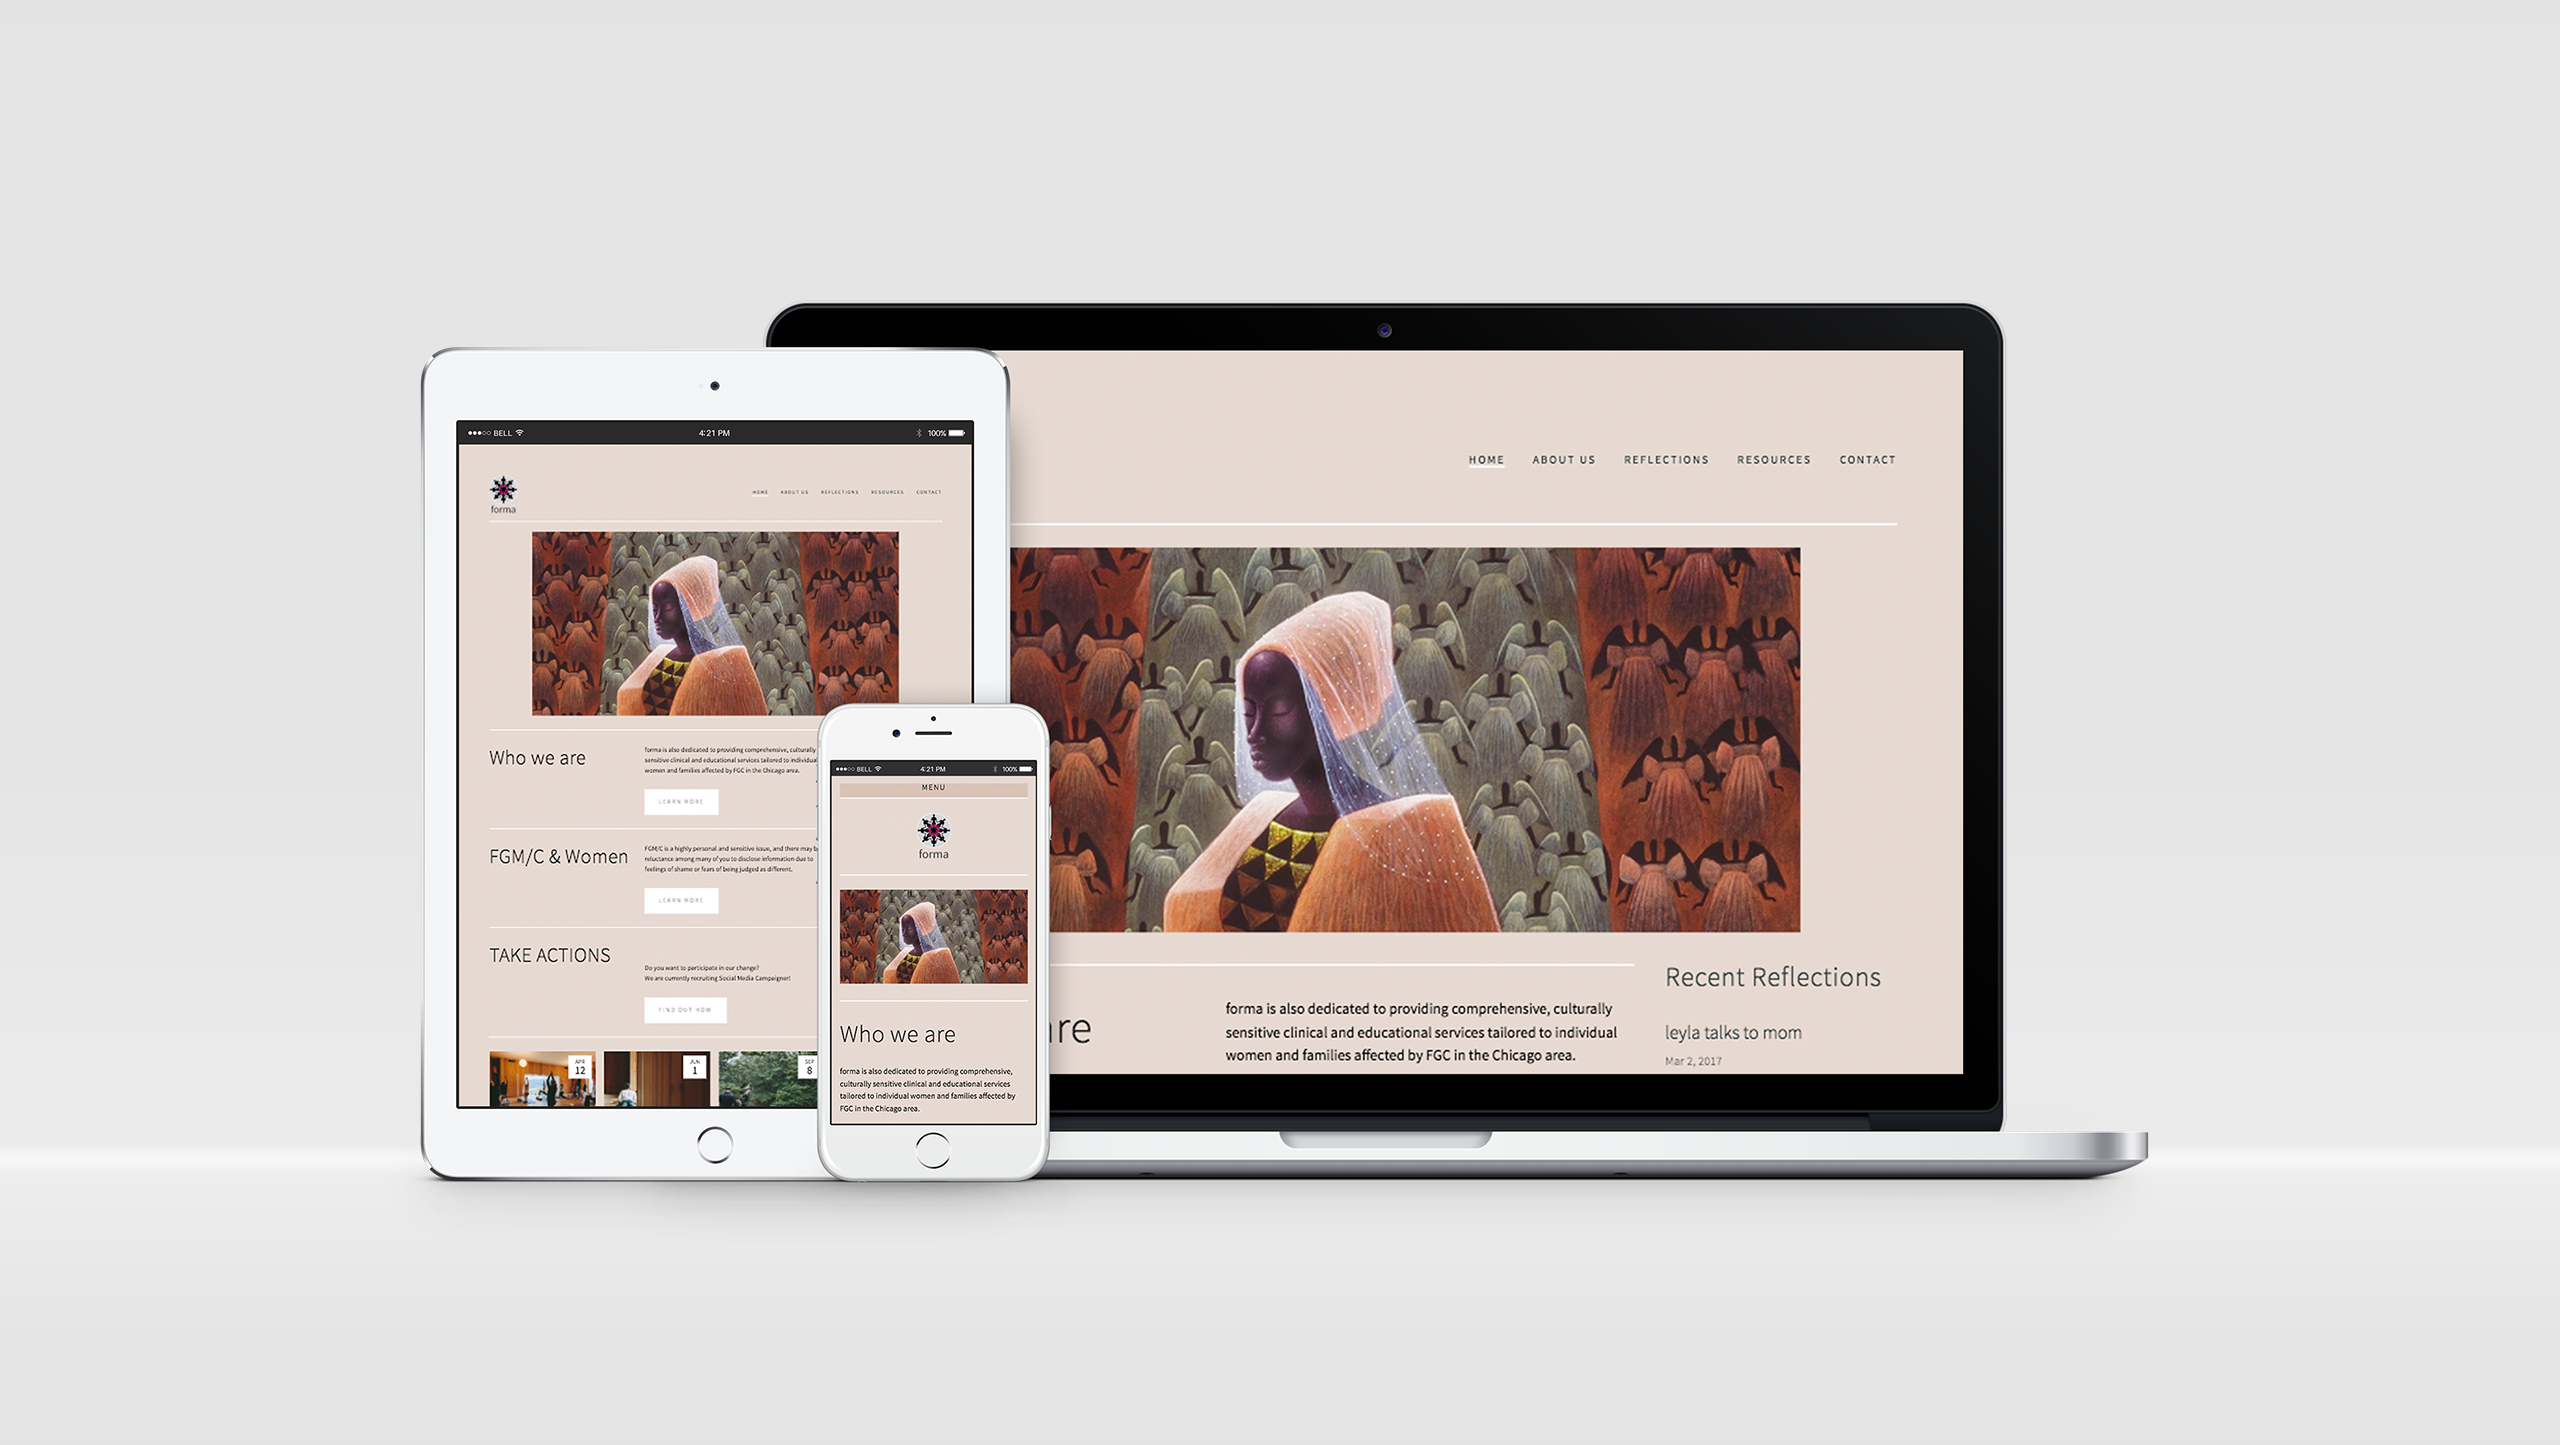 ●●●○○ BELL 4:21 PM 100%
forma
HOME ABOUT US REFLECTIONS RESOURCES CONTACT
Who we are
forma is also dedicated to providing comprehensive, culturally
sensitive clinical and educational services tailored to individual
women and families affected by FGC in the Chicago area.
LEARN MORE
FGM/C & Women
FGM/C is a highly personal and sensitive issue, and there may b
reluctance among many of you to disclose information due to
feelings of shame or fears of being judged as different.
LEARN MORE
TAKE ACTIONS
Do you want to participate in our change?
We are currently recruiting Social Media Campaigner!
FIND OUT HOW
APR
12
JUN
1
SEP
8
●●●○○ BELL 4:21 PM 100%
MENU
forma
Who we are
forma is also dedicated to providing comprehensive,
culturally sensitive clinical and educational services
tailored to individual women and families affected by
FGC in the Chicago area.
HOME ABOUT US REFLECTIONS RESOURCES CONTACT
re
forma is also dedicated to providing comprehensive, culturally
sensitive clinical and educational services tailored to individual
women and families affected by FGC in the Chicago area.
Recent Reflections
leyla talks to mom
Mar 2, 2017